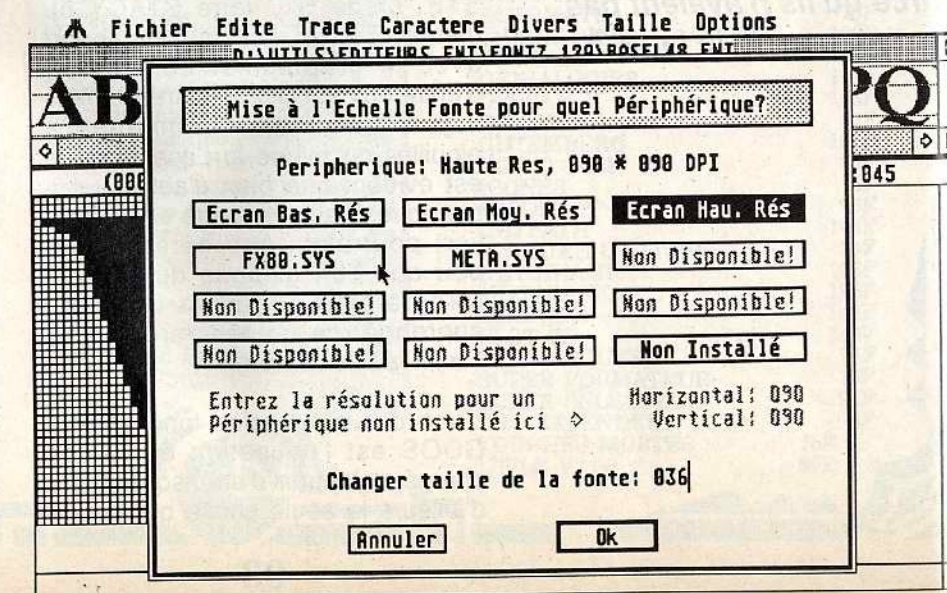 Fichier Edite Trace Caractere Divers Taille Options
D:\UTILS\EDITEURS.FNT\FONTZ_120\BOSEL48.FNT
AB PQ
Mise à l'Echelle Fonte pour quel Périphérique?
Peripherique: Haute Res, 090 * 090 DPI
(000 :045
Ecran Bas. Rés Ecran Moy. Rés Ecran Hau. Rés
FX80.SYS META.SYS Non Disponible!
Non Disponible! Non Disponible! Non Disponible!
Non Disponible! Non Disponible! Non Installé
Entrez la résolution pour un Horizontal: 090
Périphérique non installé ici Vertical: 090
Changer taille de la fonte: 036
Annuler Ok